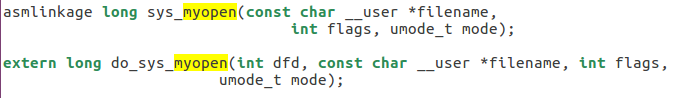 asmlinkage long sys_myopen(const char __user *filename,
int flags, umode_t mode);
extern long do_sys_myopen(int dfd, const char __user *filename, int flags,
umode_t mode);